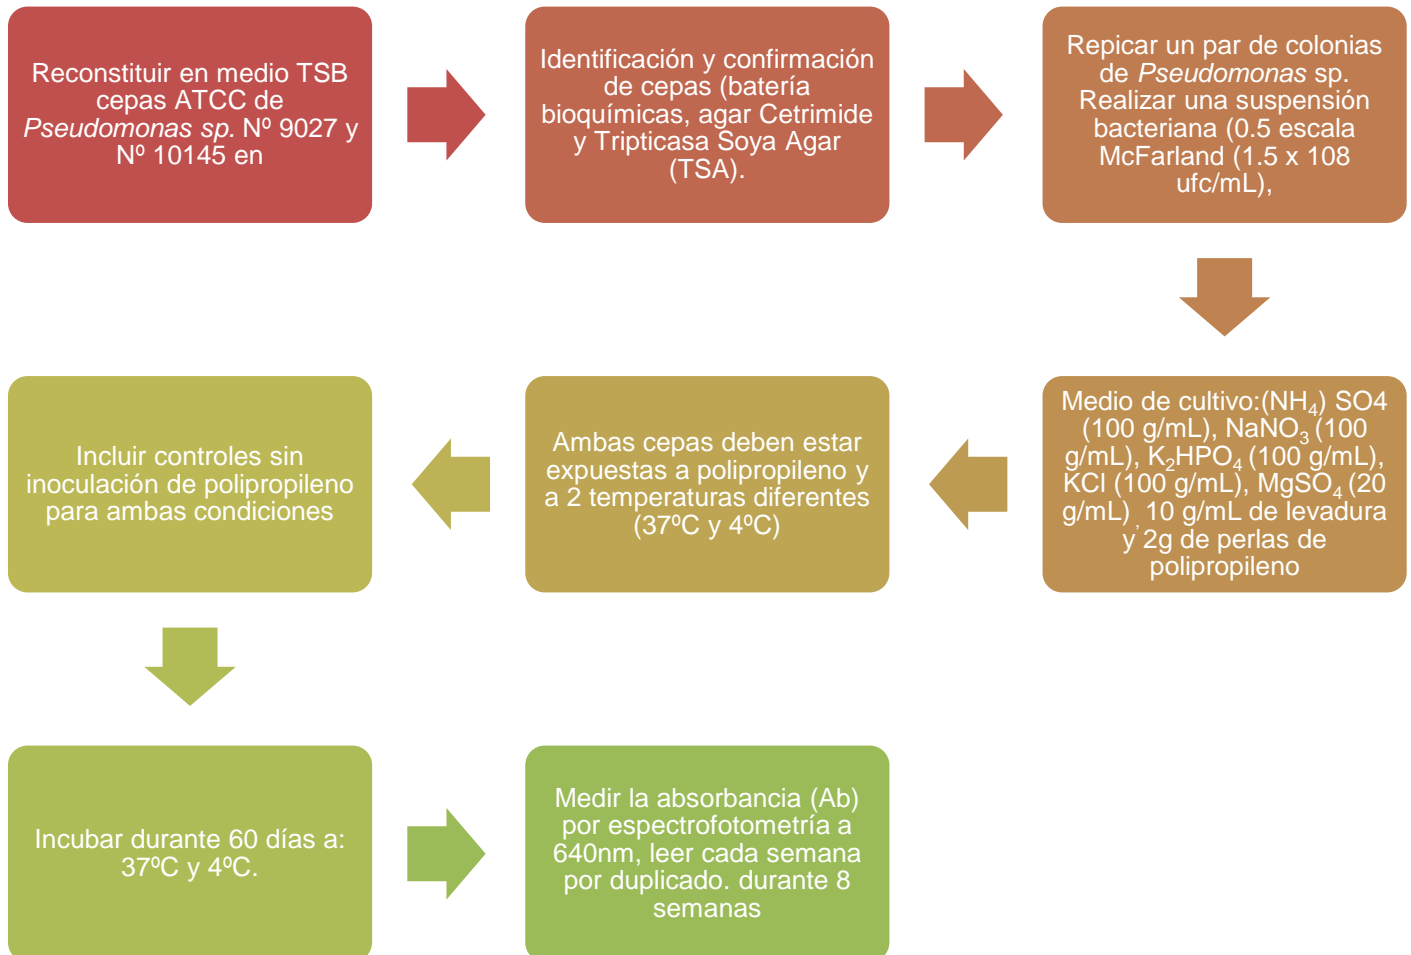 Reconstituir en medio TSB
cepas ATCC de
Pseudomonas sp. Nº 9027 y
Nº 10145 en
Identificación y confirmación
de cepas (batería
bioquímicas, agar Cetrimide
y Tripticasa Soya Agar
(TSA).
Repicar un par de colonias
de Pseudomonas sp.
Realizar una suspensión
bacteriana (0.5 escala
McFarland (1.5 x 108
ufc/mL),
Medio de cultivo:(NH₄) SO4
(100 g/mL), NaNO₃ (100
g/mL), K₂HPO₄ (100 g/mL),
KCl (100 g/mL), MgSO₄ (20
g/mL) , 10 g/mL de levadura
y 2g de perlas de
polipropileno
Ambas cepas deben estar
expuestas a polipropileno y
a 2 temperaturas diferentes
(37ºC y 4ºC)
Incluir controles sin
inoculación de polipropileno
para ambas condiciones
Incubar durante 60 días a:
37ºC y 4ºC.
Medir la absorbancia (Ab)
por espectrofotometría a
640nm, leer cada semana
por duplicado. durante 8
semanas